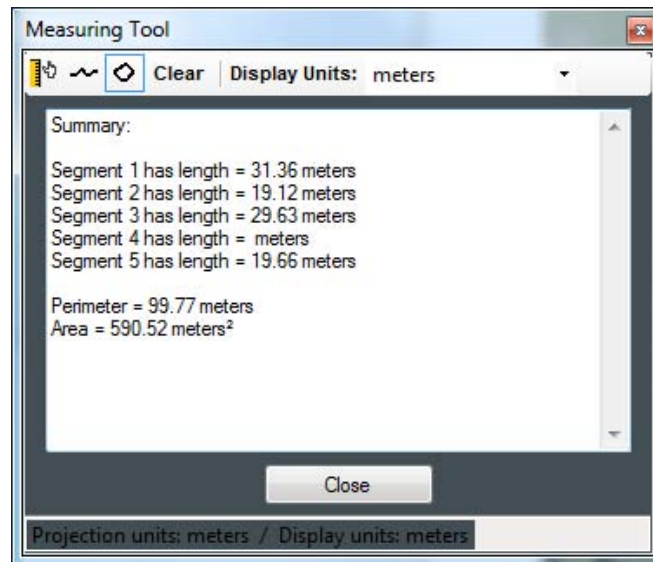 Measuring Tool
Clear Display Units: meters
Summary:
Segment 1 has length = 31.36 meters
Segment 2 has length = 19.12 meters
Segment 3 has length = 29.63 meters
Segment 4 has length =  meters
Segment 5 has length = 19.66 meters
Perimeter = 99.77 meters
Area = 590.52 meters²
Close
Projection units: meters / Display units: meters